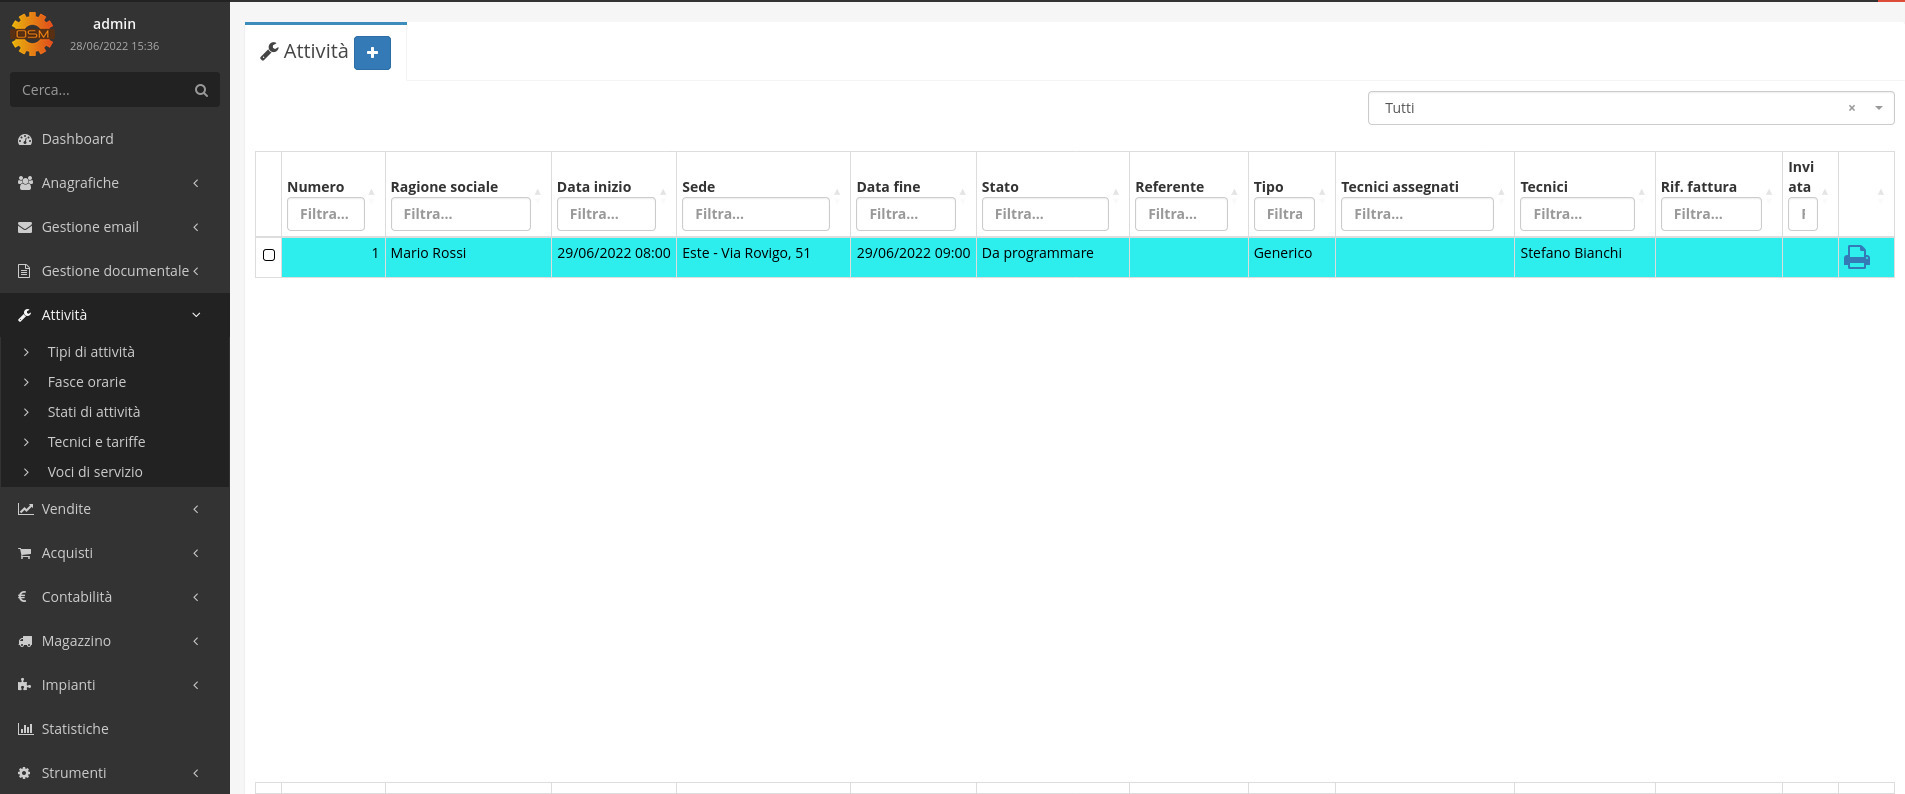 OSM
admin
28/06/2022 15:36
Cerca...
Dashboard
Anagrafiche
Gestione email
Gestione documentale
Attività
Tipi di attività
Fasce orarie
Stati di attività
Tecnici e tariffe
Voci di servizio
Vendite
Acquisti
Contabilità
Magazzino
Impianti
Statistiche
Strumenti
Attività +
Tutti ×
Numero Ragione sociale Data inizio Sede Data fine Stato Referente Tipo Tecnici assegnati Tecnici Rif. fattura Invi
ata
Filtra... Filtra... Filtra... Filtra... Filtra... Filtra... Filtra... Filtra Filtra... Filtra... Filtra... F
1 Mario Rossi 29/06/2022 08:00 Este - Via Rovigo, 51 29/06/2022 09:00 Da programmare Generico Stefano Bianchi